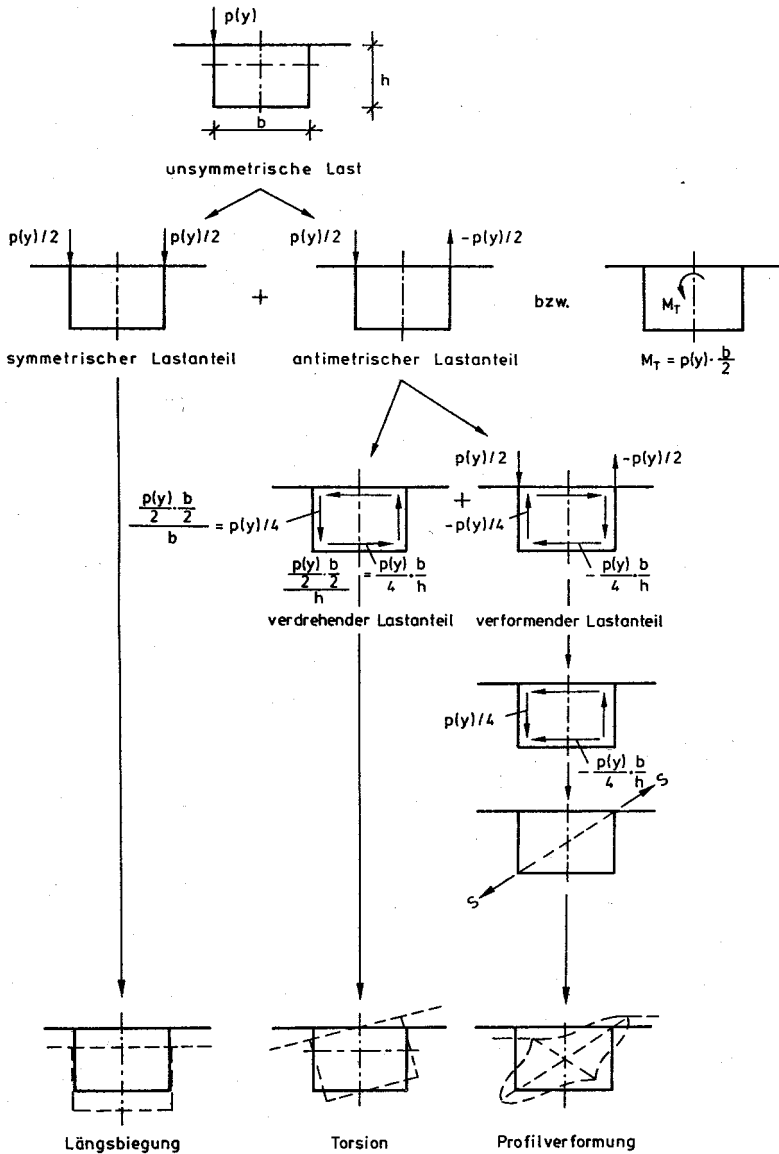 p(y)
h
b
unsymmetrische Last
p(y)/2 p(y)/2 p(y)/2 -p(y)/2
+ bzw. M_T
symmetrischer Lastanteil antimetrischer Lastanteil M_T = p(y)·b/2
p(y)/2 -p(y)/2
p(y)/2·b/2 / b = p(y)/4 + -p(y)/4
p(y)/2·b/2 / h = p(y)/4·b/h -p(y)/4·b/h
verdrehender Lastanteil verformender Lastanteil
p(y)/4
-p(y)/4·b/h
S
S
Längsbiegung Torsion Profilverformung